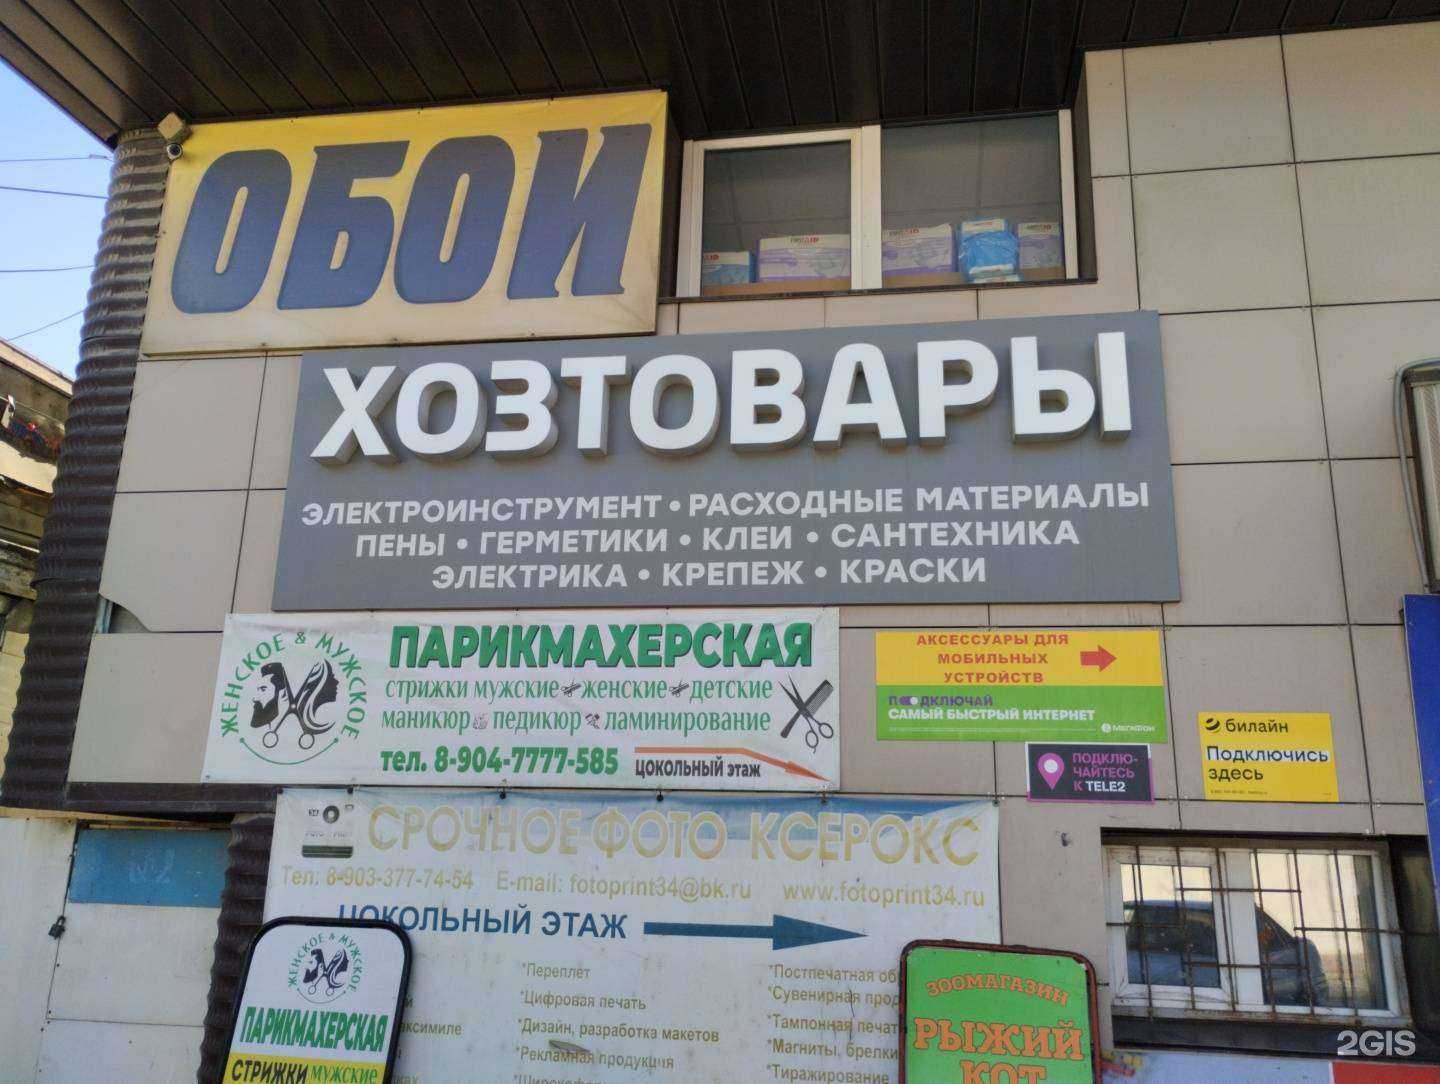 ОБОИ
ХОЗТОВАРЫ
ЭЛЕКТРОИНСТРУМЕНТ • РАСХОДНЫЕ МАТЕРИАЛЫ
ПЕНЫ • ГЕРМЕТИКИ • КЛЕИ • САНТЕХНИКА
ЭЛЕКТРИКА • КРЕПЕЖ • КРАСКИ
ЖЕНСКОЕ & МУЖСКОЕ
ПАРИКМАХЕРСКАЯ
стрижки мужские женские детские
маникюр педикюр ламинирование
тел. 8-904-7777-585
цокольный этаж
АКСЕССУАРЫ ДЛЯ
МОБИЛЬНЫХ
УСТРОЙСТВ
ПОДКЛЮЧАЙ
САМЫЙ БЫСТРЫЙ ИНТЕРНЕТ
МЕГАФОН
ПОДКЛЮ-
ЧАЙТЕСЬ
К TELE2
билайн
Подключись
здесь
СРОЧНОЕ ФОТО КСЕРОКС
Тел: 8-903-377-74-54 E-mail: fotoprint34@bk.ru www.fotoprint34.ru
ЦОКОЛЬНЫЙ ЭТАЖ
*Переплёт
*Цифровая печать
*Дизайн, разработка макетов
*Рекламная продукция
*Постпечатная об
*Сувенирная прод
*Тампонная печат
*Магниты, брелки
*Тиражирование
ЖЕНСКОЕ & МУЖСКОЕ
ПАРИКМАХЕРСКАЯ
СТРИЖКИ МУЖСКИЕ
ЗООМАГАЗИН
РЫЖИЙ
КОТ
2GIS